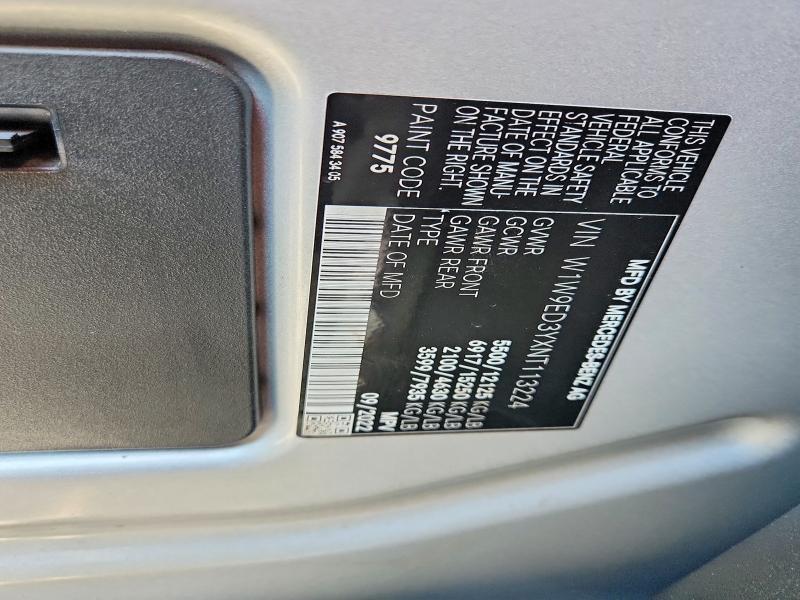 MFD BY MERCEDES-BENZ AG
THIS VEHICLE
CONFORMS TO
ALL APPLICABLE
FEDERAL
VEHICLE SAFETY
STANDARDS IN
EFFECT ON THE
DATE OF MANU-
FACTURE SHOWN
ON THE RIGHT.
PAINT CODE
9775
A 907 584 34 05
VIN W1W9ED3YXNT113224
GVWR 5500/12125 KG/LB
GCWR 6917/15250 KG/LB
GAWR FRONT 2100/4630 KG/LB
GAWR REAR 3599/7935 KG/LB
TYPE MPV
DATE OF MFD 09/2022